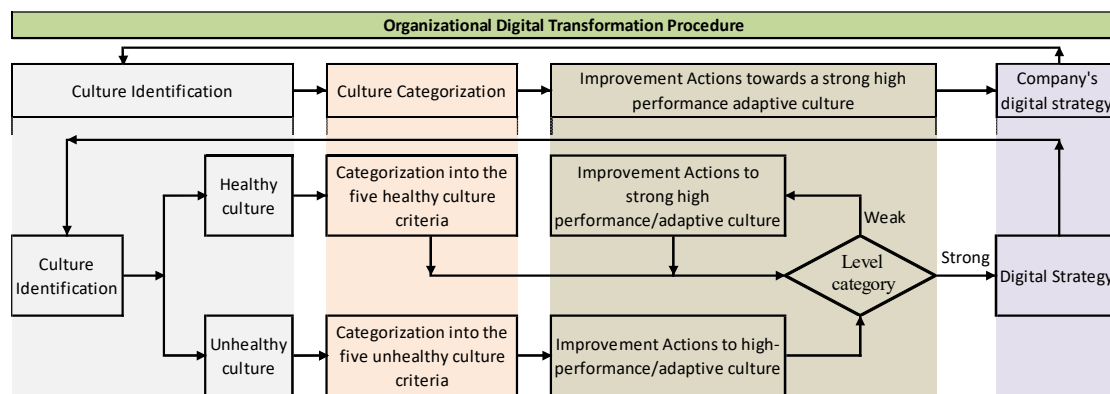 Organizational Digital Transformation Procedure
Culture Identification
Culture Categorization
Improvement Actions towards a strong high
performance adaptive culture
Company's
digital strategy
Healthy
culture
Categorization into the
five healthy culture
criteria
Improvement Actions to
strong high
performance/adaptive culture
Weak
Culture
Identification
Level
category
Strong
Digital Strategy
Unhealthy
culture
Categorization into the
five unhealthy culture
criteria
Improvement Actions to high-
performance/adaptive culture